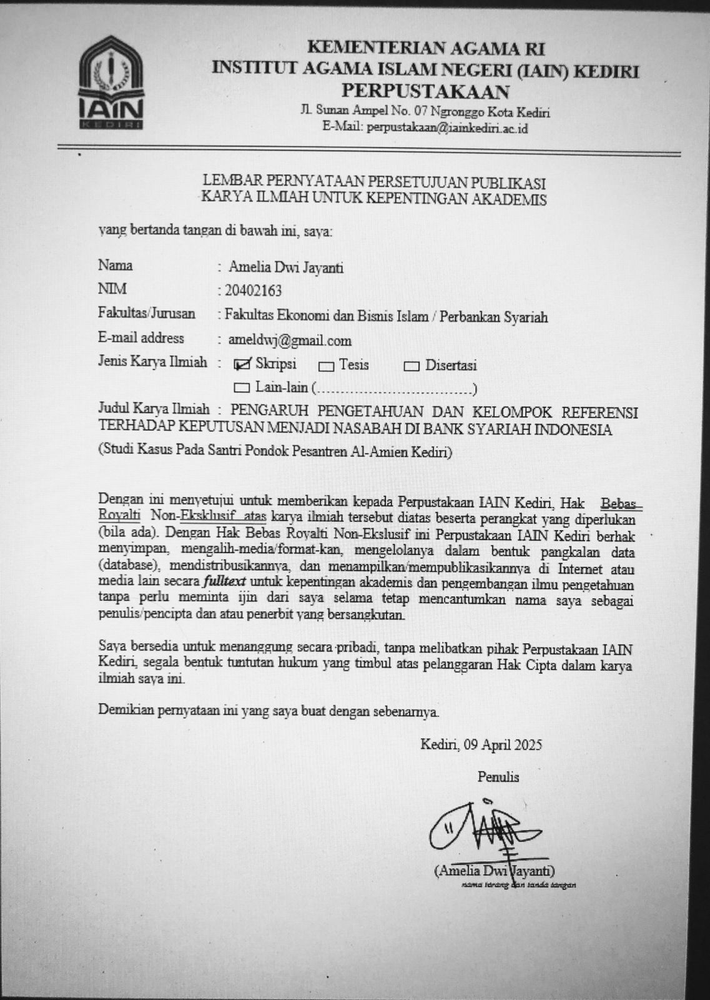 IAIN
KEDIRI
KEMENTERIAN AGAMA RI
INSTITUT AGAMA ISLAM NEGERI (IAIN) KEDIRI
PERPUSTAKAAN
Jl. Sunan Ampel No. 07 Ngronggo Kota Kediri
E-Mail: perpustakaan@iainkediri.ac.id
LEMBAR PERNYATAAN PERSETUJUAN PUBLIKASI
KARYA ILMIAH UNTUK KEPENTINGAN AKADEMIS
yang bertanda tangan di bawah ini, saya:
Nama : Amelia Dwi Jayanti
NIM : 20402163
Fakultas/Jurusan : Fakultas Ekonomi dan Bisnis Islam / Perbankan Syariah
E-mail address : ameldwj@gmail.com
Jenis Karya Ilmiah : Skripsi Tesis Disertasi
Lain-lain (................................)
Judul Karya Ilmiah : PENGARUH PENGETAHUAN DAN KELOMPOK REFERENSI
TERHADAP KEPUTUSAN MENJADI NASABAH DI BANK SYARIAH INDONESIA
(Studi Kasus Pada Santri Pondok Pesantren Al-Amien Kediri)
Dengan ini menyetujui untuk memberikan kepada Perpustakaan IAIN Kediri, Hak Bebas
Royalti Non-Eksklusif atas karya ilmiah tersebut diatas beserta perangkat yang diperlukan
(bila ada). Dengan Hak Bebas Royalti Non-Ekslusif ini Perpustakaan IAIN Kediri berhak
menyimpan, mengalih-media/format-kan, mengelolanya dalam bentuk pangkalan data
(database), mendistribusikannya, dan menampilkan/mempublikasikannya di Internet atau
media lain secara fulltext untuk kepentingan akademis dan pengembangan ilmu pengetahuan
tanpa perlu meminta ijin dari saya selama tetap mencantumkan nama saya sebagai
penulis/pencipta dan atau penerbit yang bersangkutan.
Saya bersedia untuk menanggung secara pribadi, tanpa melibatkan pihak Perpustakaan IAIN
Kediri, segala bentuk tuntutan hukum yang timbul atas pelanggaran Hak Cipta dalam karya
ilmiah saya ini.
Demikian pernyataan ini yang saya buat dengan sebenarnya.
Kediri, 09 April 2025
Penulis
(Amelia Dwi Jayanti)
nama terang dan tanda tangan